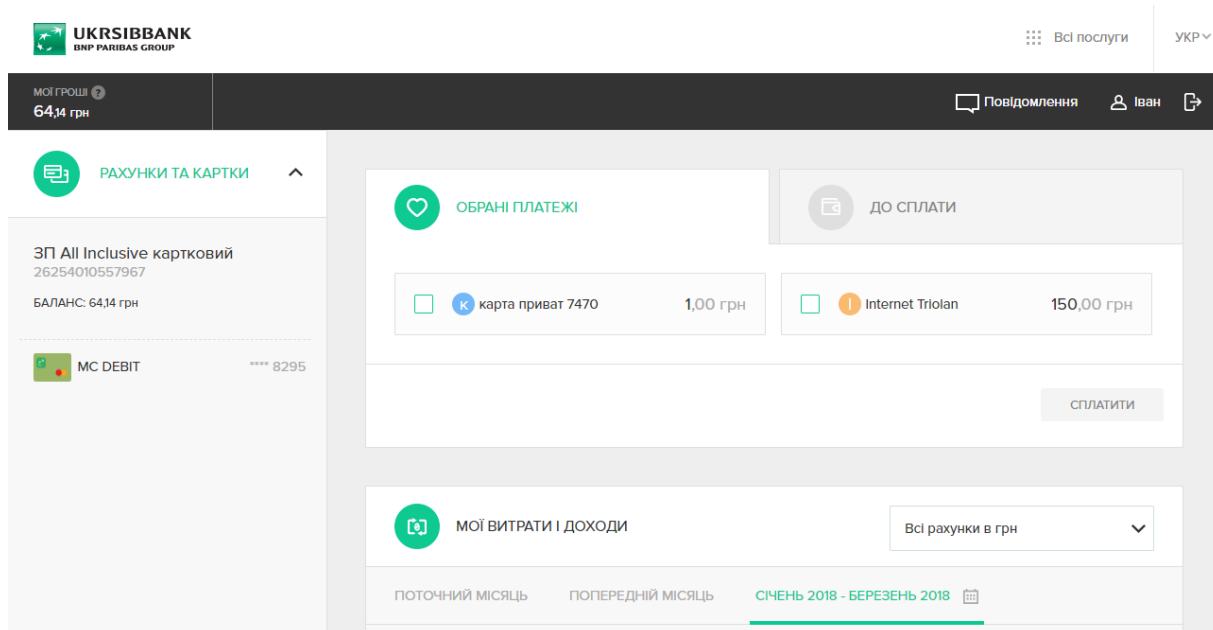 UKRSIBBANK
BNP PARIBAS GROUP
Всі послуги
УКР
МОЇ ГРОШІ ?
64,14 грн
Повідомлення
Іван
РАХУНКИ ТА КАРТКИ
ОБРАНІ ПЛАТЕЖІ
ДО СПЛАТИ
ЗП All Inclusive картковий
26254010557967
БАЛАНС: 64,14 грн
К карта приват 7470 1,00 грн
I Internet Triolan 150,00 грн
MC DEBIT **** 8295
СПЛАТИТИ
МОЇ ВИТРАТИ І ДОХОДИ
Всі рахунки в грн
ПОТОЧНИЙ МІСЯЦЬ
ПОПЕРЕДНІЙ МІСЯЦЬ
СІЧЕНЬ 2018 - БЕРЕЗЕНЬ 2018